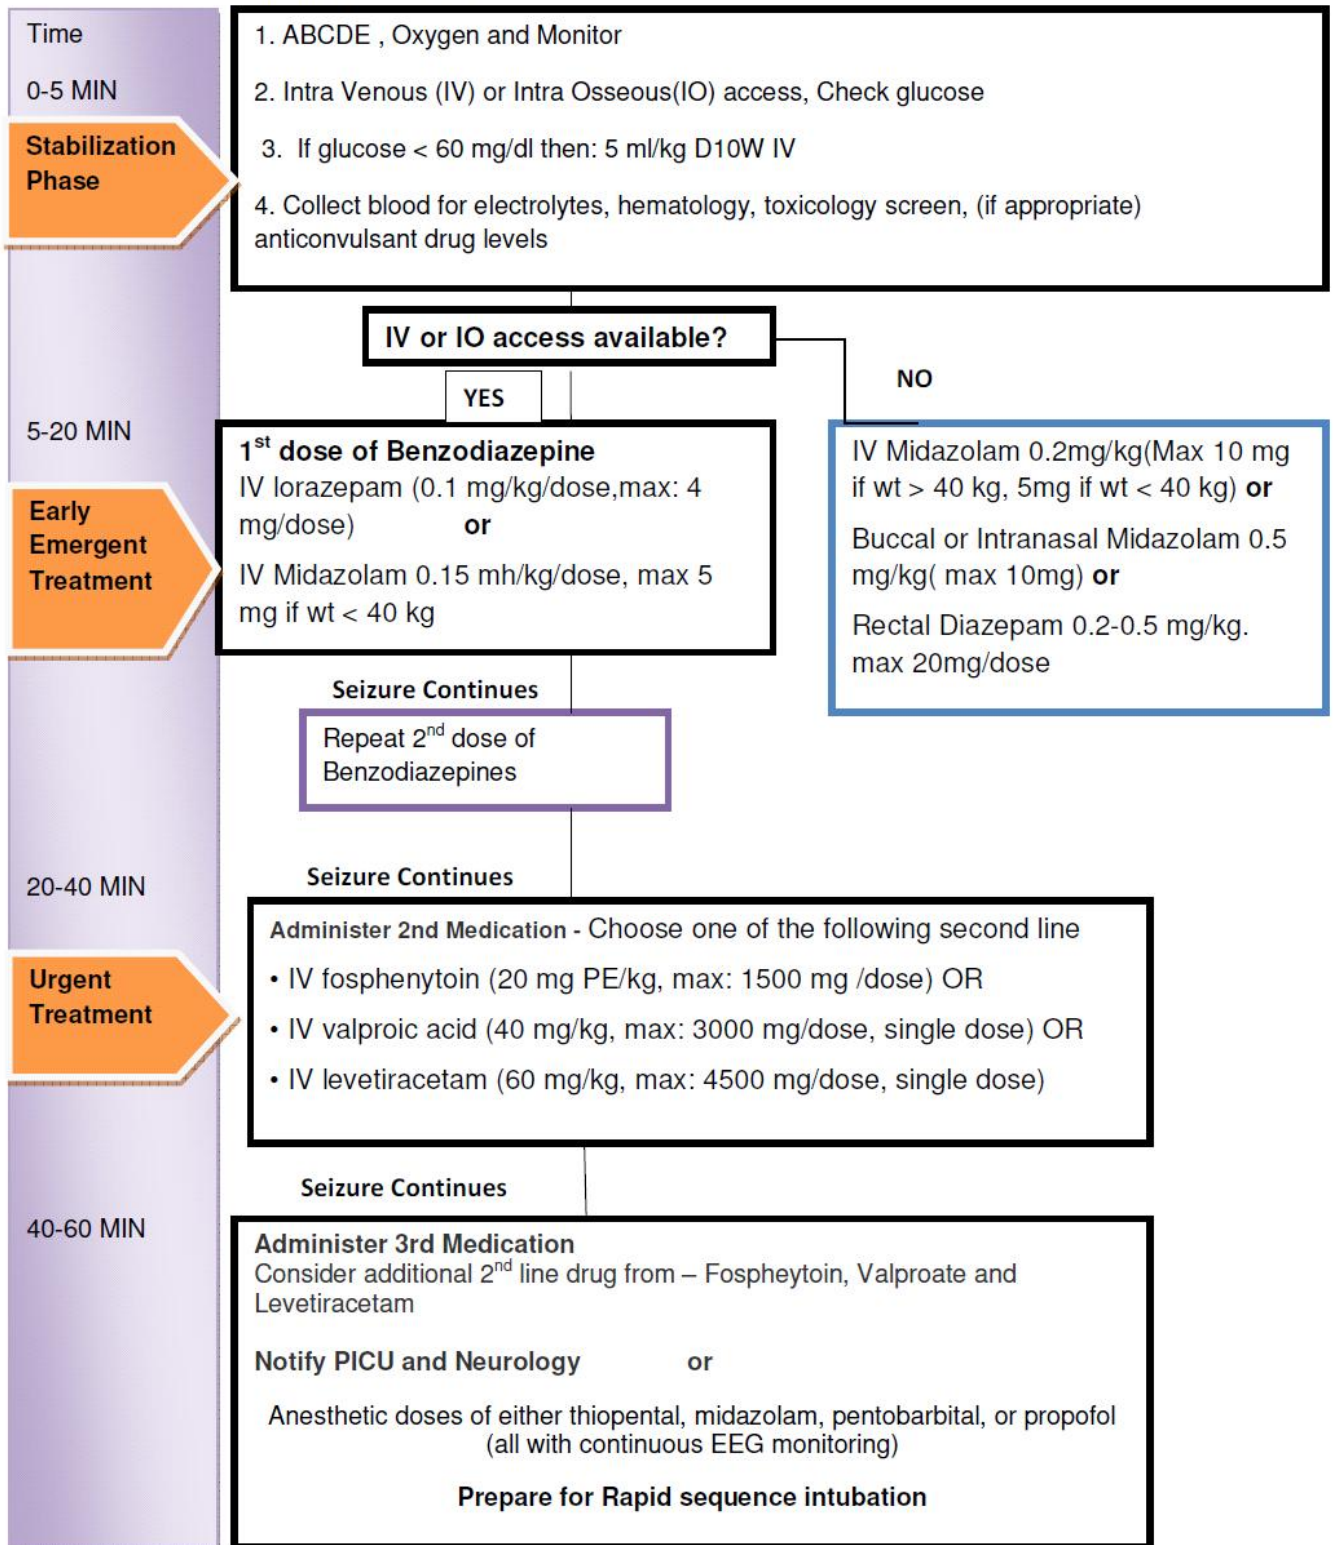 Time
0-5 MIN
Stabilization
Phase
1. ABCDE , Oxygen and Monitor
2. Intra Venous (IV) or Intra Osseous(IO) access, Check glucose
3. If glucose < 60 mg/dl then: 5 ml/kg D10W IV
4. Collect blood for electrolytes, hematology, toxicology screen, (if appropriate)
anticonvulsant drug levels
IV or IO access available?
YES
NO
5-20 MIN
Early
Emergent
Treatment
1st dose of Benzodiazepine
IV lorazepam (0.1 mg/kg/dose,max: 4
mg/dose) or
IV Midazolam 0.15 mh/kg/dose, max 5
mg if wt < 40 kg
IV Midazolam 0.2mg/kg(Max 10 mg
if wt > 40 kg, 5mg if wt < 40 kg) or
Buccal or Intranasal Midazolam 0.5
mg/kg( max 10mg) or
Rectal Diazepam 0.2-0.5 mg/kg.
max 20mg/dose
Seizure Continues
Repeat 2nd dose of
Benzodiazepines
Seizure Continues
20-40 MIN
Urgent
Treatment
Administer 2nd Medication - Choose one of the following second line
• IV fosphenytoin (20 mg PE/kg, max: 1500 mg /dose) OR
• IV valproic acid (40 mg/kg, max: 3000 mg/dose, single dose) OR
• IV levetiracetam (60 mg/kg, max: 4500 mg/dose, single dose)
Seizure Continues
40-60 MIN
Administer 3rd Medication
Consider additional 2nd line drug from – Fospheytoin, Valproate and
Levetiracetam
Notify PICU and Neurology or
Anesthetic doses of either thiopental, midazolam, pentobarbital, or propofol
(all with continuous EEG monitoring)
Prepare for Rapid sequence intubation